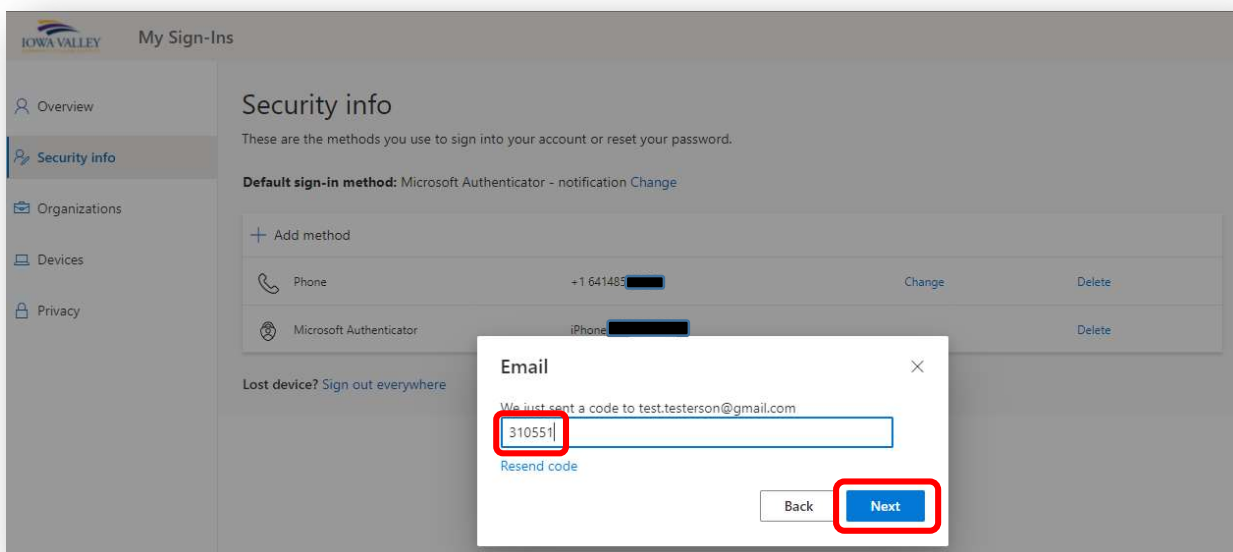 IOWA VALLEY
My Sign-Ins
Overview
Security info
Organizations
Devices
Privacy
Security info
These are the methods you use to sign into your account or reset your password.
Default sign-in method: Microsoft Authenticator - notification Change
+ Add method
Phone +1 641485 Change Delete
Microsoft Authenticator iPhone Delete
Lost device? Sign out everywhere
Email
We just sent a code to test.testerson@gmail.com
310551
Resend code
Back Next